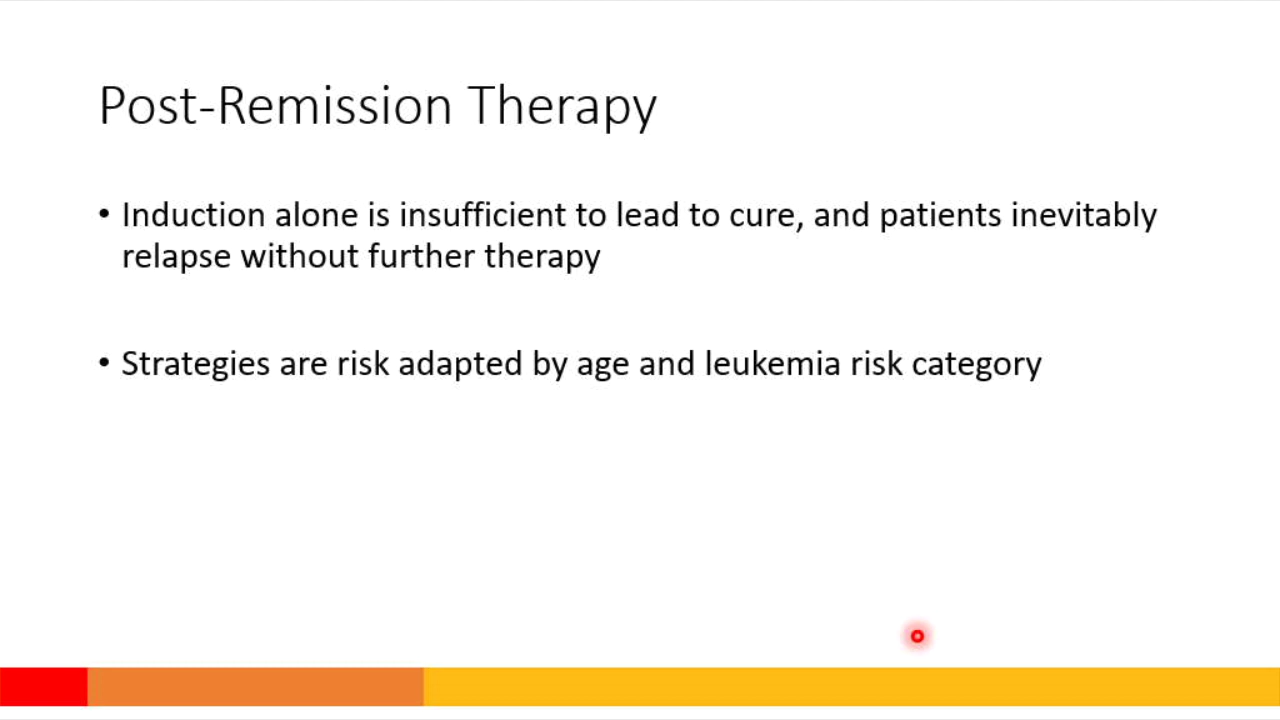 Post-Remission Therapy
• Induction alone is insufficient to lead to cure, and patients inevitably
relapse without further therapy
• Strategies are risk adapted by age and leukemia risk category